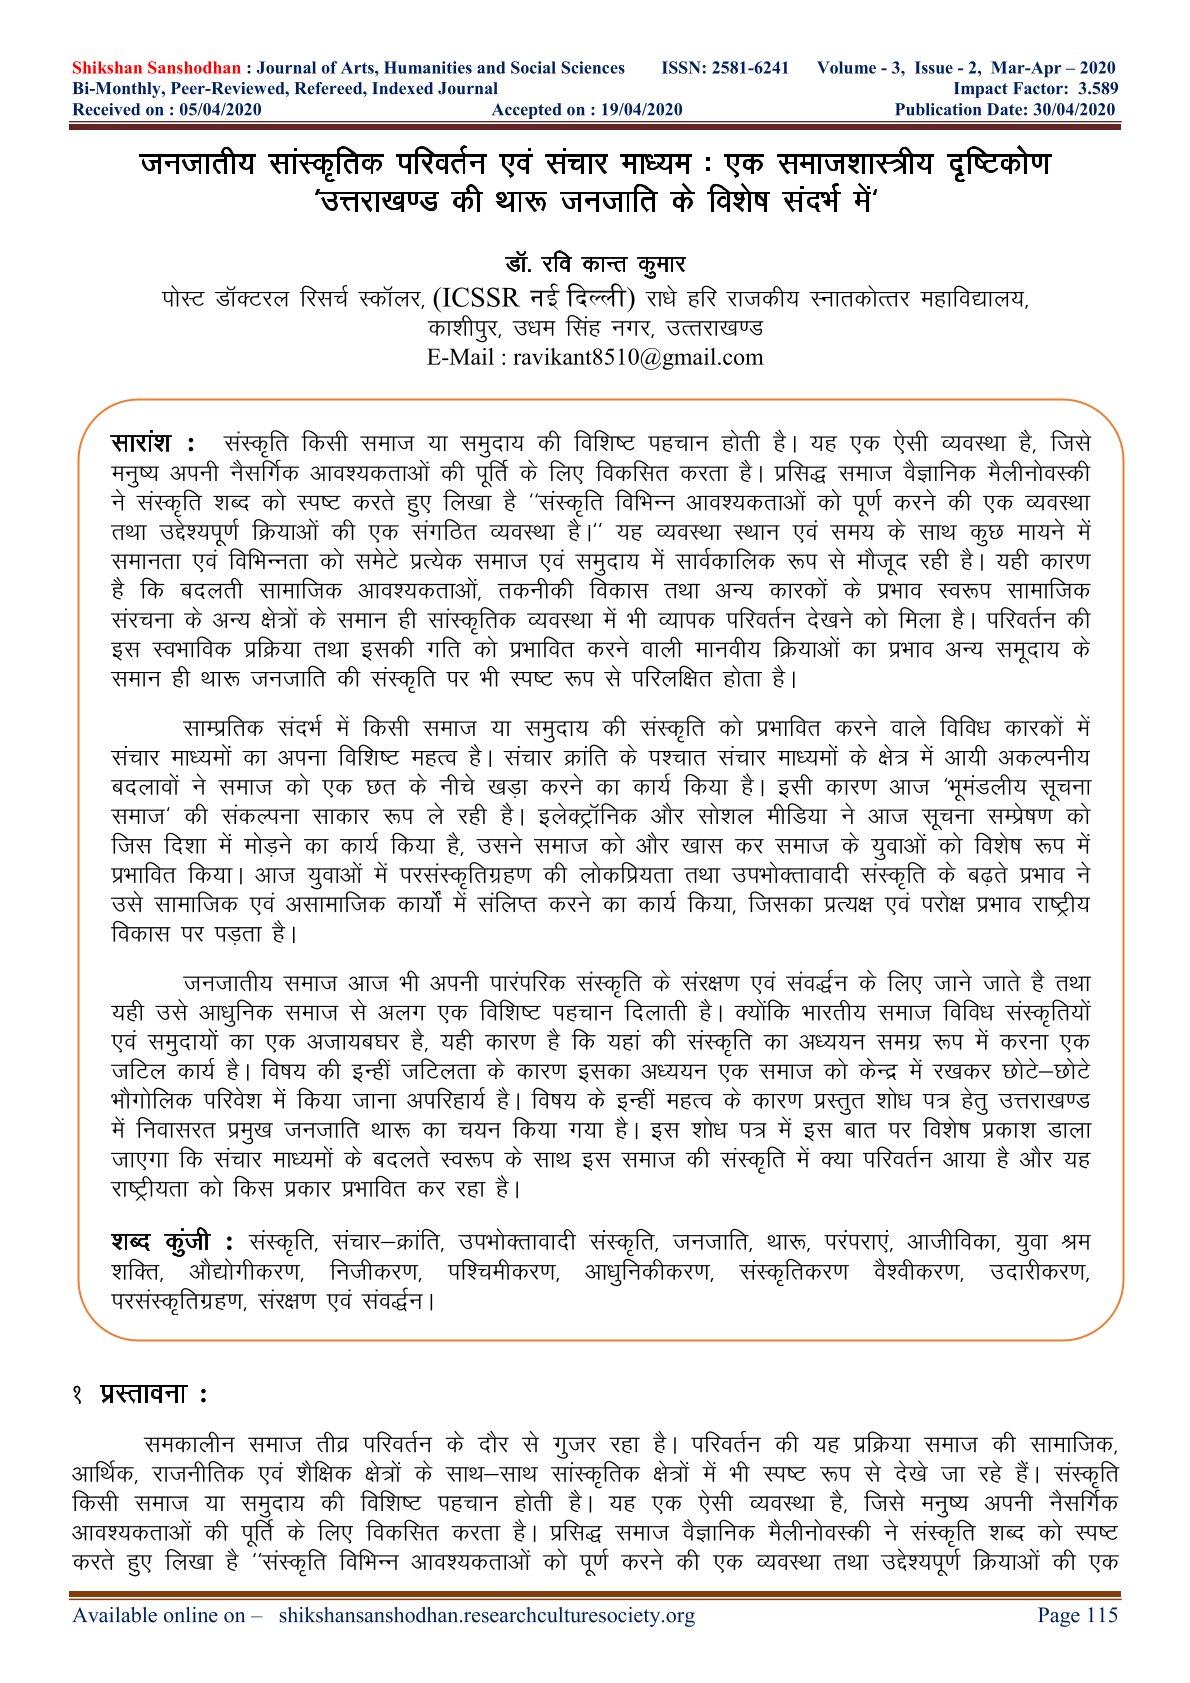 Shikshan Sanshodhan : Journal of Arts, Humanities and Social Sciences ISSN: 2581-6241 Volume - 3, Issue - 2, Mar-Apr – 2020
Bi-Monthly, Peer-Reviewed, Refereed, Indexed Journal Impact Factor: 3.589
Received on : 05/04/2020 Accepted on : 19/04/2020 Publication Date: 30/04/2020
जनजातीय सांस्कृतिक परिवर्तन एवं संचार माध्यम : एक समाजशास्त्रीय दृष्टिकोण
‘उत्तराखण्ड की थारू जनजाति के विशेष संदर्भ में‘
डॉ. रवि कान्त कुमार
पोस्ट डॉक्टरल रिसर्च स्कॉलर, (ICSSR नई दिल्ली) राधे हरि राजकीय स्नातकोत्तर महाविद्यालय,
काशीपुर, उधम सिंह नगर, उत्तराखण्ड
E-Mail : ravikant8510@gmail.com
सारांश : संस्कृति किसी समाज या समुदाय की विशिष्ट पहचान होती है। यह एक ऐसी व्यवस्था है, जिसे
मनुष्य अपनी नैसर्गिक आवश्यकताओं की पूर्ति के लिए विकसित करता है। प्रसिद्ध समाज वैज्ञानिक मैलीनोवस्की
ने संस्कृति शब्द को स्पष्ट करते हुए लिखा है ‘‘संस्कृति विभिन्न आवश्यकताओं को पूर्ण करने की एक व्यवस्था
तथा उद्देश्यपूर्ण क्रियाओं की एक संगठित व्यवस्था है।‘‘ यह व्यवस्था स्थान एवं समय के साथ कुछ मायने में
समानता एवं विभिन्नता को समेटे प्रत्येक समाज एवं समुदाय में सार्वकालिक रूप से मौजूद रही है। यही कारण
है कि बदलती सामाजिक आवश्यकताओं, तकनीकी विकास तथा अन्य कारकों के प्रभाव स्वरूप सामाजिक
संरचना के अन्य क्षेत्रों के समान ही सांस्कृतिक व्यवस्था में भी व्यापक परिवर्तन देखने को मिला है। परिवर्तन की
इस स्वभाविक प्रक्रिया तथा इसकी गति को प्रभावित करने वाली मानवीय क्रियाओं का प्रभाव अन्य समूदाय के
समान ही थारू जनजाति की संस्कृति पर भी स्पष्ट रूप से परिलक्षित होता है।
साम्प्रतिक संदर्भ में किसी समाज या समुदाय की संस्कृति को प्रभावित करने वाले विविध कारकों में
संचार माध्यमों का अपना विशिष्ट महत्व है। संचार क्रांति के पश्चात संचार माध्यमों के क्षेत्र में आयी अकल्पनीय
बदलावों ने समाज को एक छत के नीचे खड़ा करने का कार्य किया है। इसी कारण आज ‘भूमंडलीय सूचना
समाज’ की संकल्पना साकार रूप ले रही है। इलेक्ट्रॉनिक और सोशल मीडिया ने आज सूचना सम्प्रेषण को
जिस दिशा में मोड़ने का कार्य किया है, उसने समाज को और खास कर समाज के युवाओं को विशेष रूप में
प्रभावित किया। आज युवाओं में परसंस्कृतिग्रहण की लोकप्रियता तथा उपभोक्तावादी संस्कृति के बढ़ते प्रभाव ने
उसे सामाजिक एवं असामाजिक कार्यों में संलिप्त करने का कार्य किया, जिसका प्रत्यक्ष एवं परोक्ष प्रभाव राष्ट्रीय
विकास पर पड़ता है।
जनजातीय समाज आज भी अपनी पारंपरिक संस्कृति के संरक्षण एवं संवर्द्धन के लिए जाने जाते है तथा
यही उसे आधुनिक समाज से अलग एक विशिष्ट पहचान दिलाती है। क्योंकि भारतीय समाज विविध संस्कृतियों
एवं समुदायों का एक अजायबघर है, यही कारण है कि यहां की संस्कृति का अध्ययन समग्र रूप में करना एक
जटिल कार्य है। विषय की इन्हीं जटिलता के कारण इसका अध्ययन एक समाज को केन्द्र में रखकर छोटे–छोटे
भौगोलिक परिवेश में किया जाना अपरिहार्य है। विषय के इन्हीं महत्व के कारण प्रस्तुत शोध पत्र हेतु उत्तराखण्ड
में निवासरत प्रमुख जनजाति थारू का चयन किया गया है। इस शोध पत्र में इस बात पर विशेष प्रकाश डाला
जाएगा कि संचार माध्यमों के बदलते स्वरूप के साथ इस समाज की संस्कृति में क्या परिवर्तन आया है और यह
राष्ट्रीयता को किस प्रकार प्रभावित कर रहा है।
शब्द कुंजी : संस्कृति, संचार–क्रांति, उपभोक्तावादी संस्कृति, जनजाति, थारू, परंपराएं, आजीविका, युवा श्रम
शक्ति, औद्योगीकरण, निजीकरण, पश्चिमीकरण, आधुनिकीकरण, संस्कृतिकरण वैश्वीकरण, उदारीकरण,
परसंस्कृतिग्रहण, संरक्षण एवं संवर्द्धन।
१ प्रस्तावना :
समकालीन समाज तीव्र परिवर्तन के दौर से गुजर रहा है। परिवर्तन की यह प्रक्रिया समाज की सामाजिक,
आर्थिक, राजनीतिक एवं शैक्षिक क्षेत्रों के साथ–साथ सांस्कृतिक क्षेत्रों में भी स्पष्ट रूप से देखे जा रहे हैं। संस्कृति
किसी समाज या समुदाय की विशिष्ट पहचान होती है। यह एक ऐसी व्यवस्था है, जिसे मनुष्य अपनी नैसर्गिक
आवश्यकताओं की पूर्ति के लिए विकसित करता है। प्रसिद्ध समाज वैज्ञानिक मैलीनोवस्की ने संस्कृति शब्द को स्पष्ट
करते हुए लिखा है ‘‘संस्कृति विभिन्न आवश्यकताओं को पूर्ण करने की एक व्यवस्था तथा उद्देश्यपूर्ण क्रियाओं की एक
Available online on – shikshansanshodhan.researchculturesociety.org Page 115